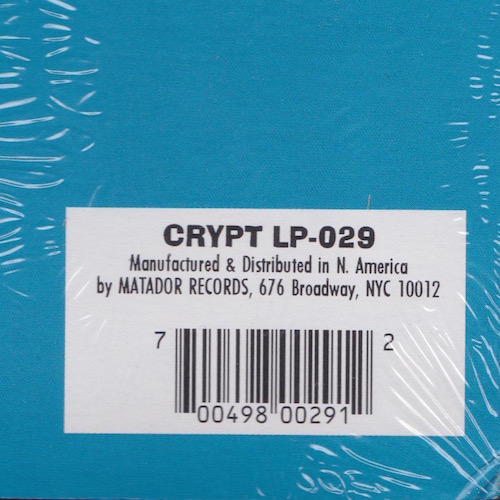 CRYPT LP-029
Manufactured & Distributed in N. America
by MATADOR RECORDS, 676 Broadway, NYC 10012
7 00498 00291 2